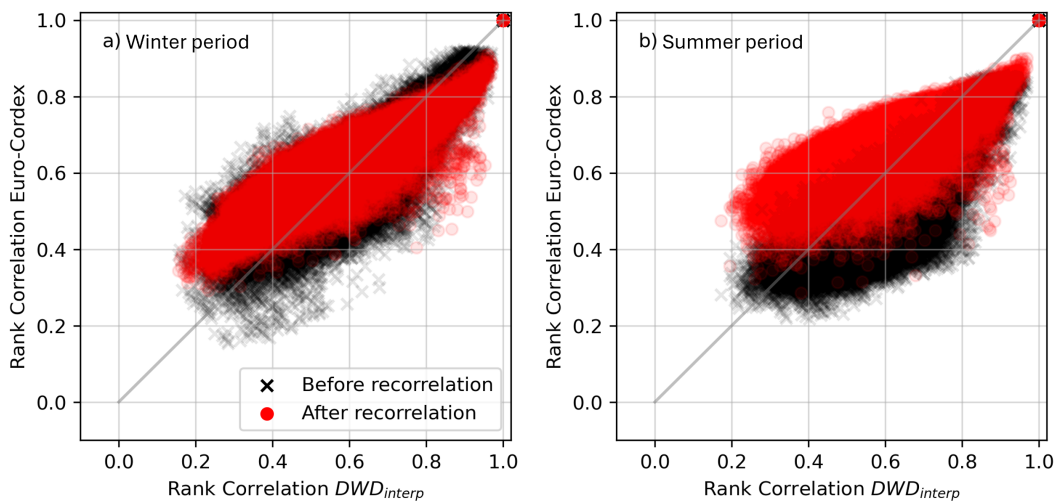 a) Winter period
b) Summer period
Rank Correlation Euro-Cordex
1.0
0.8
0.6
0.4
0.2
0.0
× Before recorrelation
After recorrelation
0.0 0.2 0.4 0.6 0.8 1.0
Rank Correlation DWD_interp
Rank Correlation Euro-Cordex
1.0
0.8
0.6
0.4
0.2
0.0
0.0 0.2 0.4 0.6 0.8 1.0
Rank Correlation DWD_interp